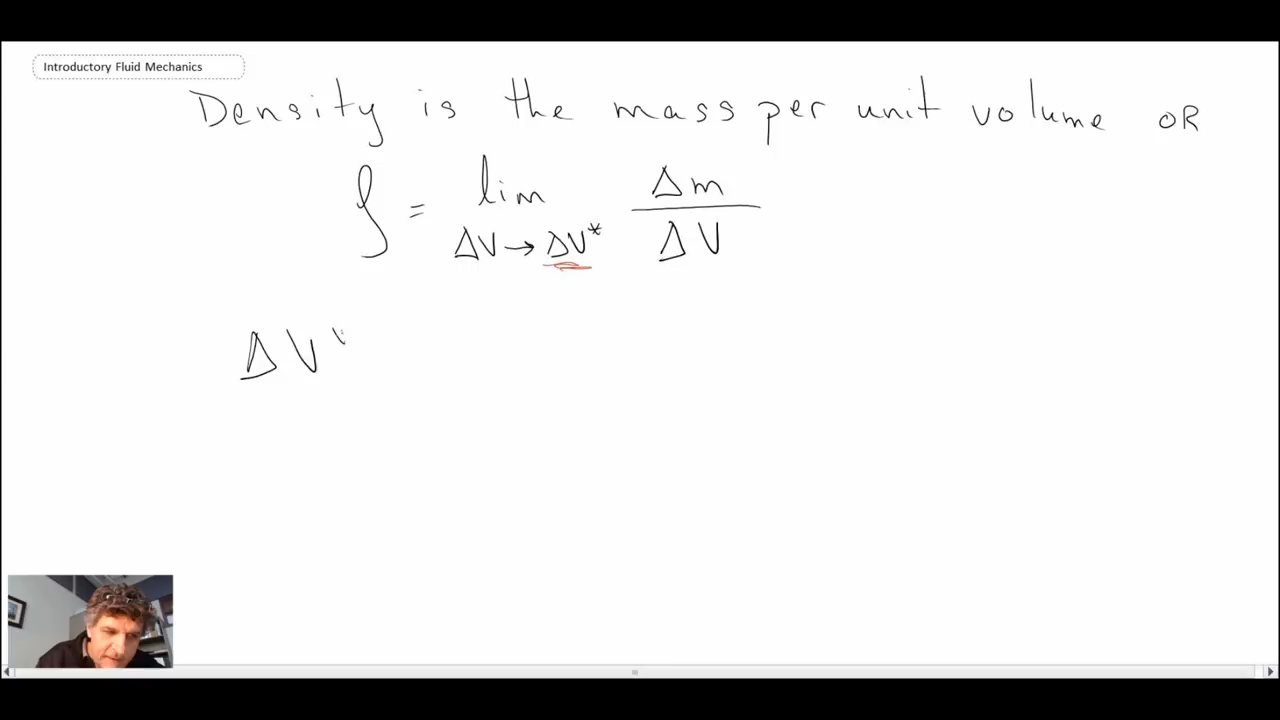 Introductory Fluid Mechanics
Density is the mass per unit volume OR
ρ = lim ΔV → ΔV* Δm / ΔV
ΔV